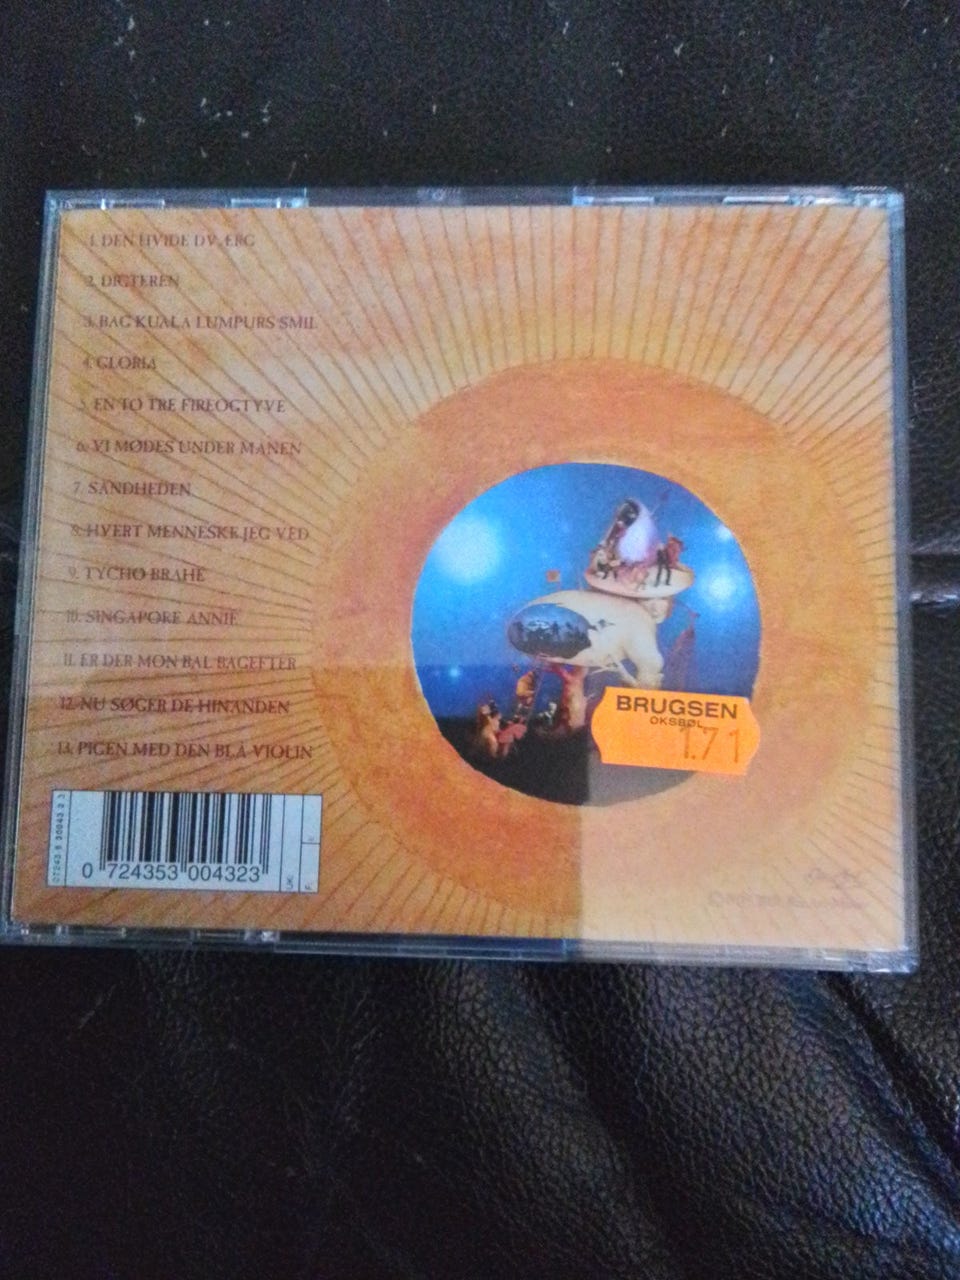 1. DEN HVIDE DVÆRG
2. DIGTEREN
3. BAG KUALA LUMPURS SMIL
4. GLORIA
5. EN TO TRE FIREOGTYVE
6. VI MØDES UNDER MÅNEN
7. SANDHEDEN
8. HVERT MENNESKE JEG VED
9. TYCHO BRAHE
10. SINGAPORE ANNIE
11. ER DER MON BAL BAGEFTER
12. NU SØGER DE HINANDEN
13. PIGEN MED DEN BLÅ VIOLIN
BRUGSEN
OKSBØL
1.71
0 724353 004323
UK:
F: